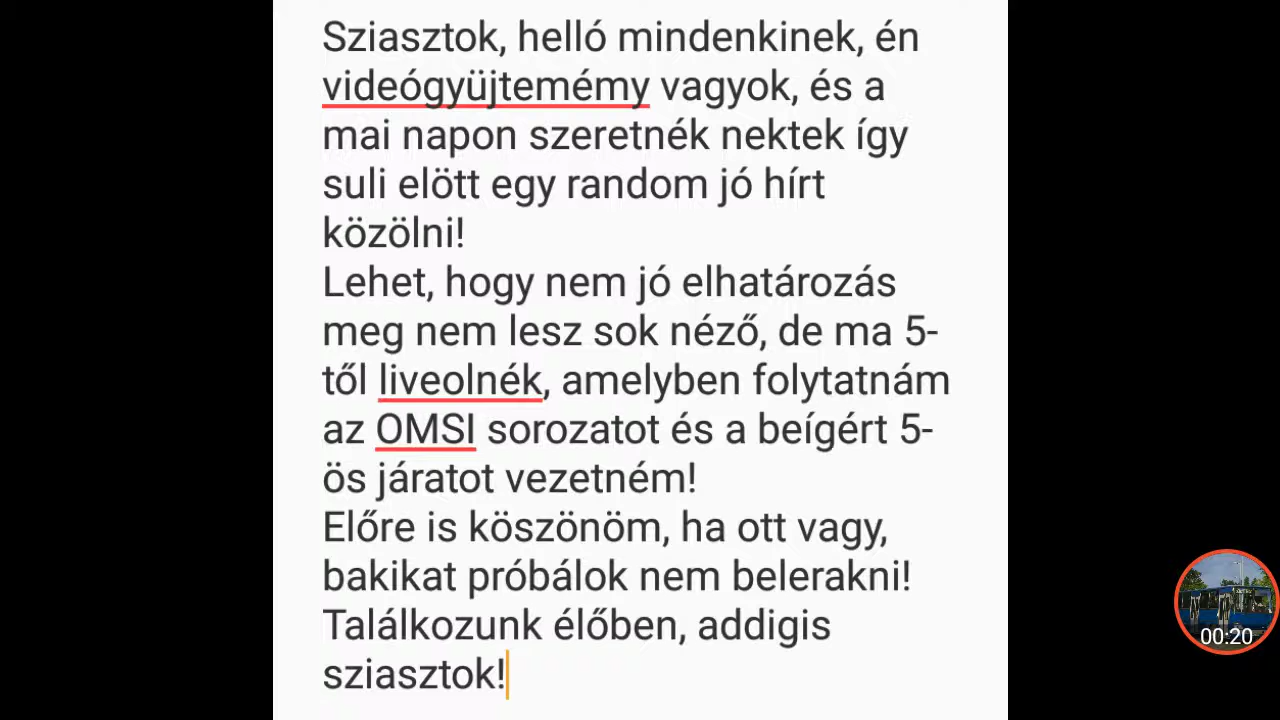 Sziasztok, helló mindenkinek, én
videógyüjtemémy vagyok, és a
mai napon szeretnék nektek így
suli elött egy random jó hírt
közölni!
Lehet, hogy nem jó elhatározás
meg nem lesz sok néző, de ma 5-
től liveolnék, amelyben folytatnám
az OMSI sorozatot és a beígért 5-
ös járatot vezetném!
Előre is köszönöm, ha ott vagy,
bakikat próbálok nem belerakni!
Találkozunk élőben, addigis
sziasztok!
00:20